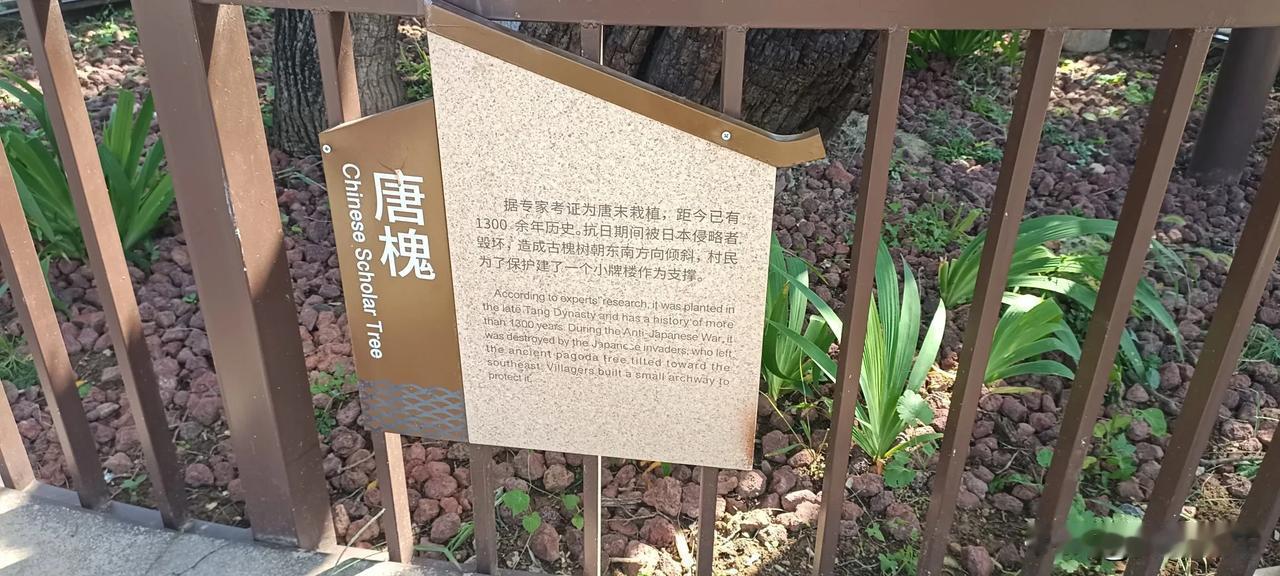 唐槐
Chinese Scholar Tree
据专家考证为唐末栽植，距今已有
1300 余年历史。抗日期间被日本侵略者
毁坏，造成古槐树朝东南方向倾斜，村民
为了保护建了一个小牌楼作为支撑。
According to experts' research, it was planted in
the late Tang Dynasty and has a history of more
than 1300 years. During the Anti-Japanese War, it
was destroyed by the Japanese invaders, who left
the ancient pagoda tree tilted toward the
southeast. Villagers built a small archway to
protect it.